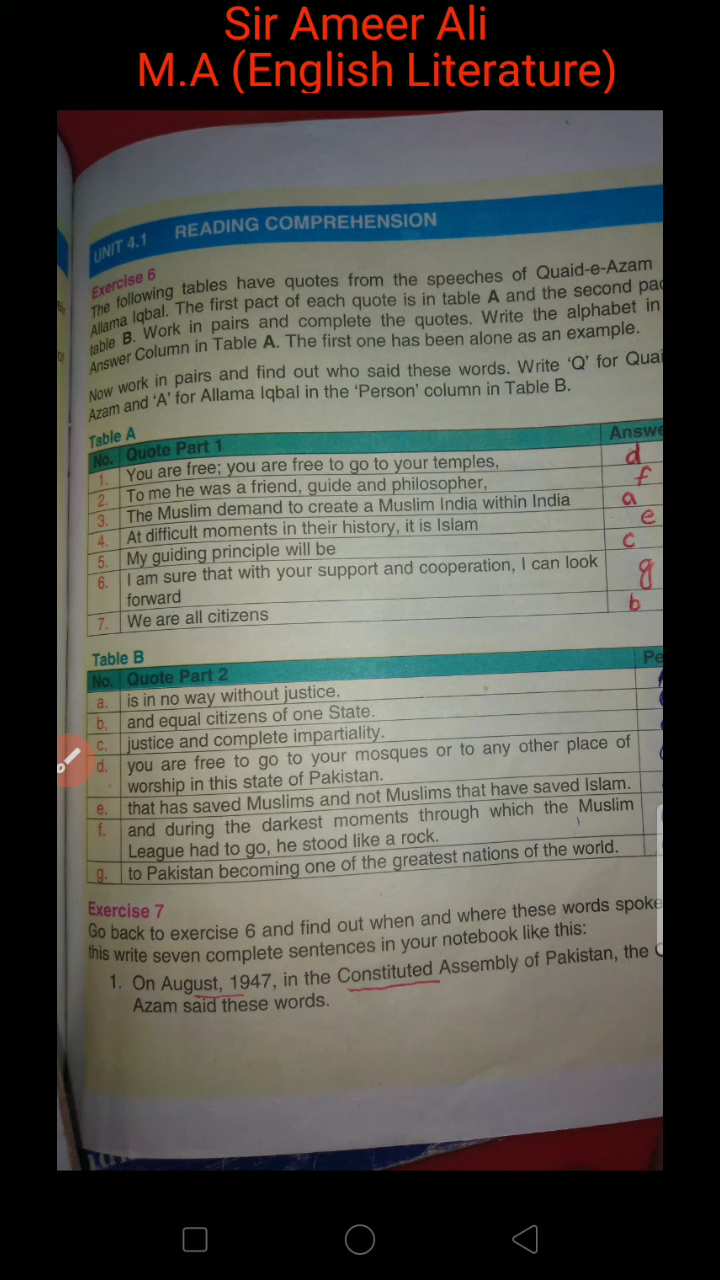 Sir Ameer Ali
M.A (English Literature)
UNIT 4.1 READING COMPREHENSION
Exercise 6
The following tables have quotes from the speeches of Quaid-e-Azam
Allama Iqbal. The first pact of each quote is in table A and the second
table B. Work in pairs and complete the quotes. Write the alphabet in
Answer Column in Table A. The first one has been alone as an example.
Now work in pairs and find out who said these words. Write 'Q' for
Azam and 'A' for Allama Iqbal in the 'Person' column in Table B.
Table A
No. Quote Part 1
1. You are free; you are free to go to your temples, d
2. To me he was a friend, guide and philosopher, f
3. The Muslim demand to create a Muslim India within India a
4. At difficult moments in their history, it is Islam e
5. My guiding principle will be c
6. I am sure that with your support and cooperation, I can look
forward g
7. We are all citizens b
Table B
No. Quote Part 2
a. is in no way without justice.
b. and equal citizens of one State.
c. justice and complete impartiality.
d. you are free to go to your mosques or to any other place of
worship in this state of Pakistan.
e. that has saved Muslims and not Muslims that have saved Islam.
f. and during the darkest moments through which the Muslim
League had to go, he stood like a rock.
g. to Pakistan becoming one of the greatest nations of the world.
Exercise 7
Go back to exercise 6 and find out when and where these words
this write seven complete sentences in your notebook like this:
1. On August, 1947, in the Constituted Assembly of Pakistan, the
Azam said these words.